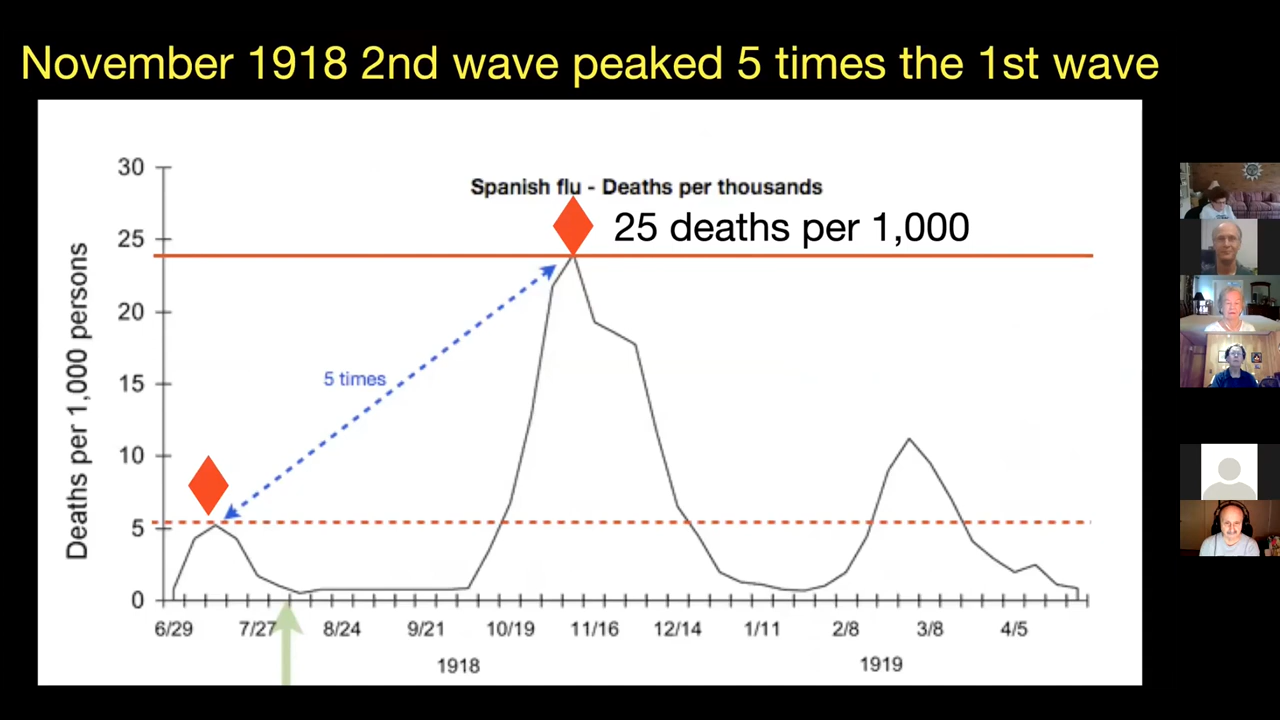 November 1918 2nd wave peaked 5 times the 1st wave
Spanish flu - Deaths per thousands
25 deaths per 1,000
Deaths per 1,000 persons
30
25
20
15
10
5
0
5 times
6/29 7/27 8/24 9/21 10/19 11/16 12/14 1/11 2/8 3/8 4/5
1918 1919